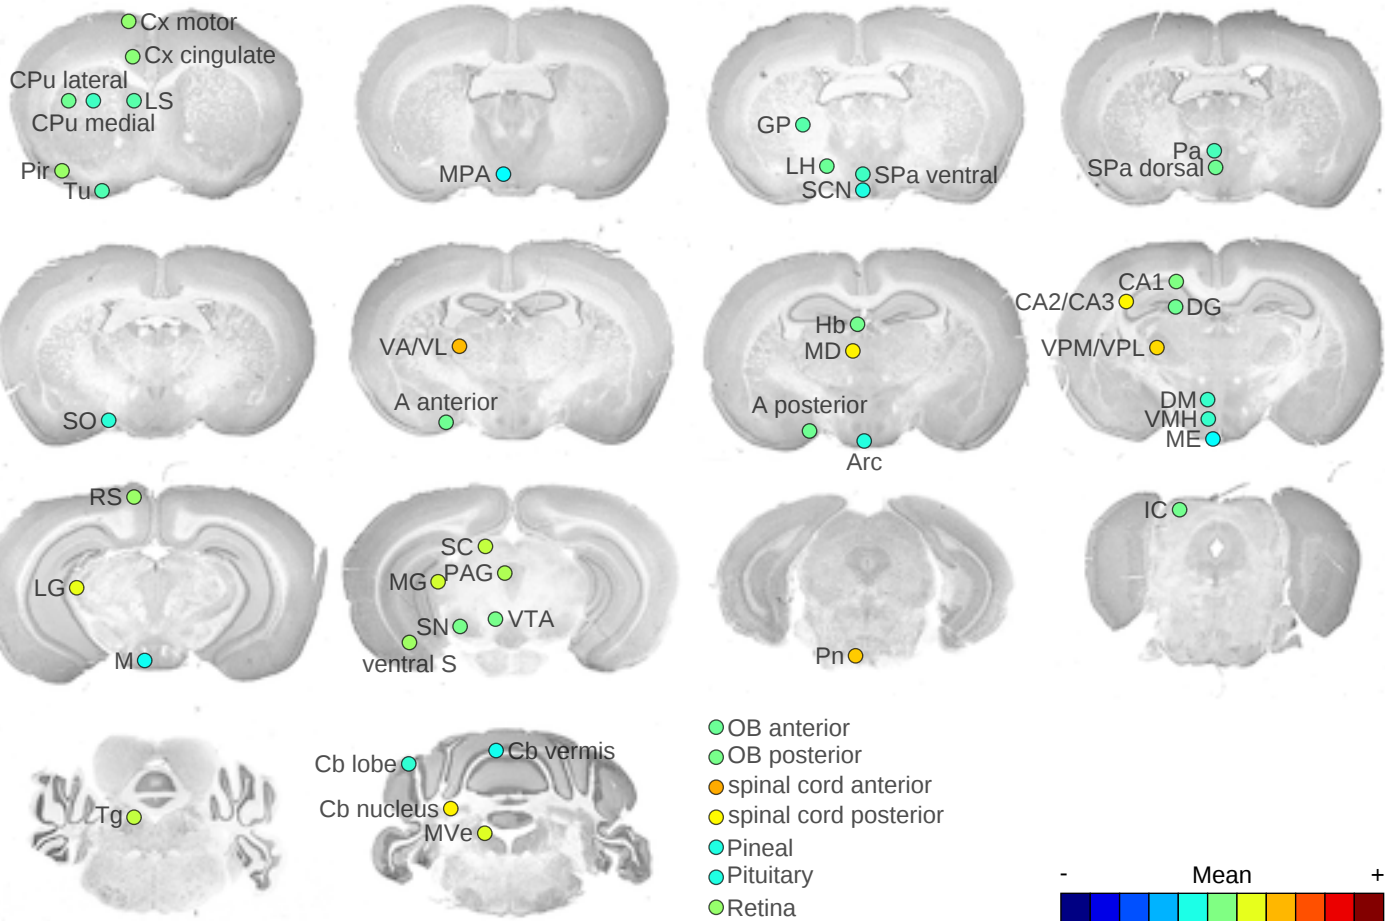 Cx motor
Cx cingulate
CPu lateral
LS
CPu medial
Pir
Tu
MPA
GP
LH
SPa ventral
SCN
Pa
SPa dorsal
SO
VA/VL
A anterior
Hb
MD
A posterior
Arc
CA1
CA2/CA3
DG
VPM/VPL
DM
VMH
ME
RS
LG
M
SC
MG
PAG
SN
VTA
ventral S
Pn
IC
Tg
Cb lobe
Cb vermis
Cb nucleus
MVe
OB anterior
OB posterior
spinal cord anterior
spinal cord posterior
Pineal
Pituitary
Retina
- Mean +